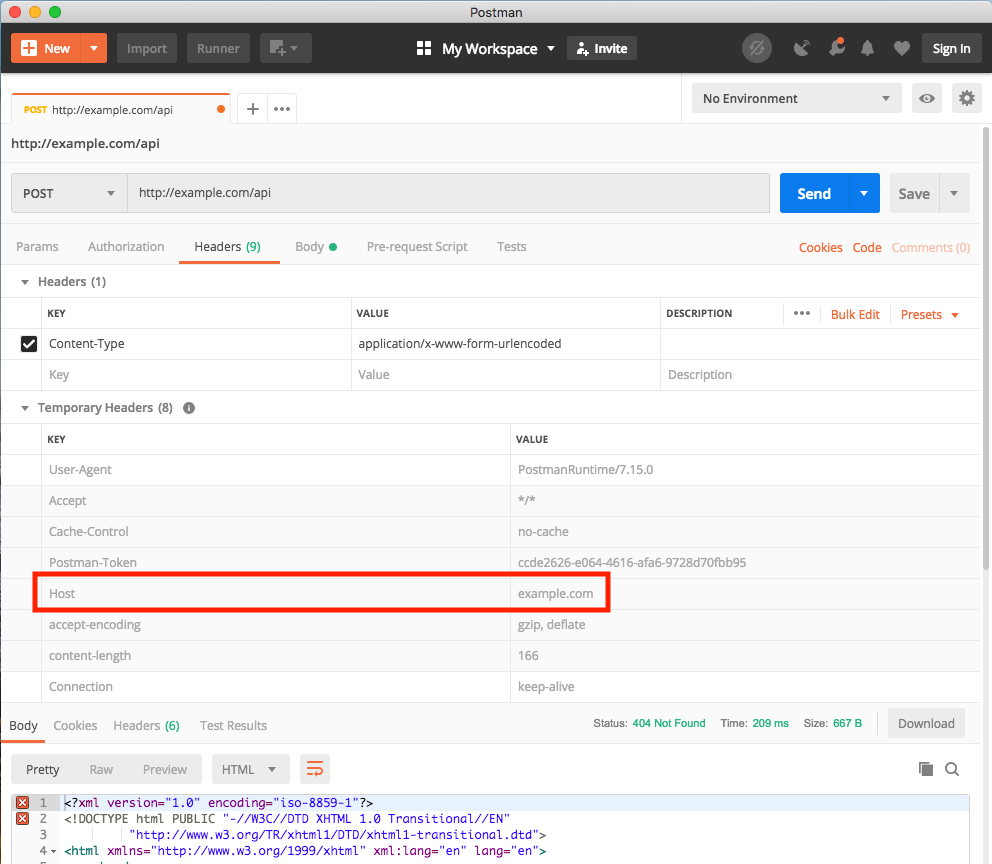 Postman
New Import Runner My Workspace Invite Sign In
POST http://example.com/api No Environment
http://example.com/api
POST http://example.com/api Send Save
Params Authorization Headers (9) Body Pre-request Script Tests Cookies Code Comments (0)
Headers (1)
KEY VALUE DESCRIPTION Bulk Edit Presets
Content-Type application/x-www-form-urlencoded
Key Value Description
Temporary Headers (8)
KEY VALUE
User-Agent PostmanRuntime/7.15.0
Accept */*
Cache-Control no-cache
Postman-Token ccde2626-e064-4616-afa6-9728d70fbb95
Host example.com
accept-encoding gzip, deflate
content-length 166
Connection keep-alive
Body Cookies Headers (6) Test Results Status: 404 Not Found Time: 209 ms Size: 667 B Download
Pretty Raw Preview HTML
1 <?xml version="1.0" encoding="iso-8859-1"?>
2 <!DOCTYPE html PUBLIC "-//W3C//DTD XHTML 1.0 Transitional//EN"
3 "http://www.w3.org/TR/xhtml1/DTD/xhtml1-transitional.dtd">
4 <html xmlns="http://www.w3.org/1999/xhtml" xml:lang="en" lang="en">